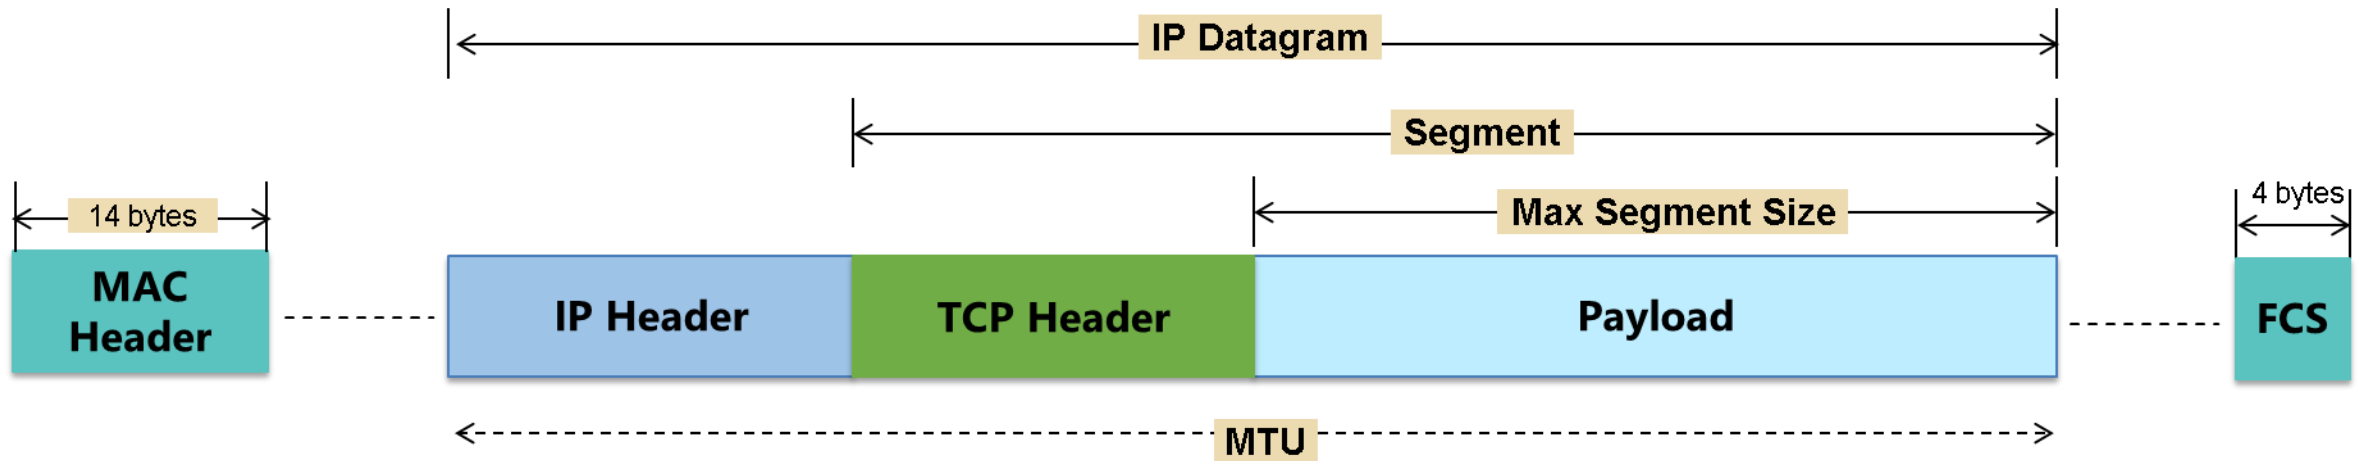 IP Datagram
Segment
14 bytes
Max Segment Size
4 bytes
MAC
Header
IP Header
TCP Header
Payload
FCS
MTU